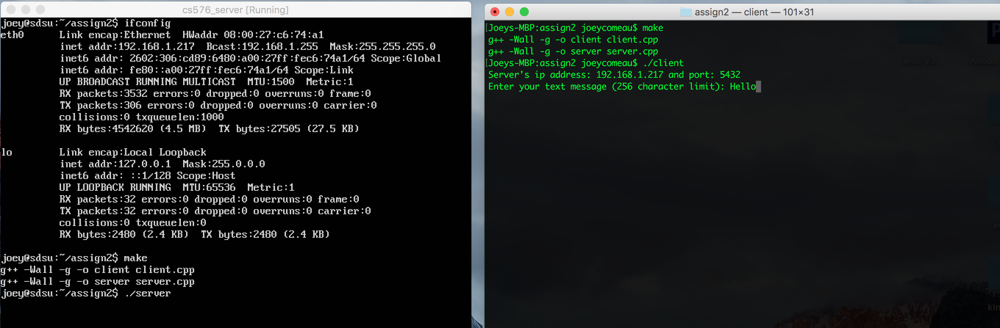 cs576_server [Running]
joey@sdsu:~/assign2$ ifconfig
eth0      Link encap:Ethernet  HWaddr 08:00:27:c6:74:a1
          inet addr:192.168.1.217  Bcast:192.168.1.255  Mask:255.255.255.0
          inet6 addr: 2602:306:cd89:6480:a00:27ff:fec6:74a1/64 Scope:Global
          inet6 addr: fe80::a00:27ff:fec6:74a1/64 Scope:Link
          UP BROADCAST RUNNING MULTICAST  MTU:1500  Metric:1
          RX packets:3532 errors:0 dropped:0 overruns:0 frame:0
          TX packets:306 errors:0 dropped:0 overruns:0 carrier:0
          collisions:0 txqueuelen:1000
          RX bytes:4542620 (4.5 MB)  TX bytes:27505 (27.5 KB)
lo        Link encap:Local Loopback
          inet addr:127.0.0.1  Mask:255.0.0.0
          inet6 addr: ::1/128 Scope:Host
          UP LOOPBACK RUNNING  MTU:65536  Metric:1
          RX packets:32 errors:0 dropped:0 overruns:0 frame:0
          TX packets:32 errors:0 dropped:0 overruns:0 carrier:0
          collisions:0 txqueuelen:0
          RX bytes:2480 (2.4 KB)  TX bytes:2480 (2.4 KB)
joey@sdsu:~/assign2$ make
g++ -Wall -g -o client client.cpp
g++ -Wall -g -o server server.cpp
joey@sdsu:~/assign2$ ./server
assign2 — client — 101×31
[Joeys-MBP:assign2 joeycomeau$ make
g++ -Wall -g -o client client.cpp
g++ -Wall -g -o server server.cpp
[Joeys-MBP:assign2 joeycomeau$ ./client
Server's ip address: 192.168.1.217 and port: 5432
Enter your text message (256 character limit): Hello
web_v3
Adobe